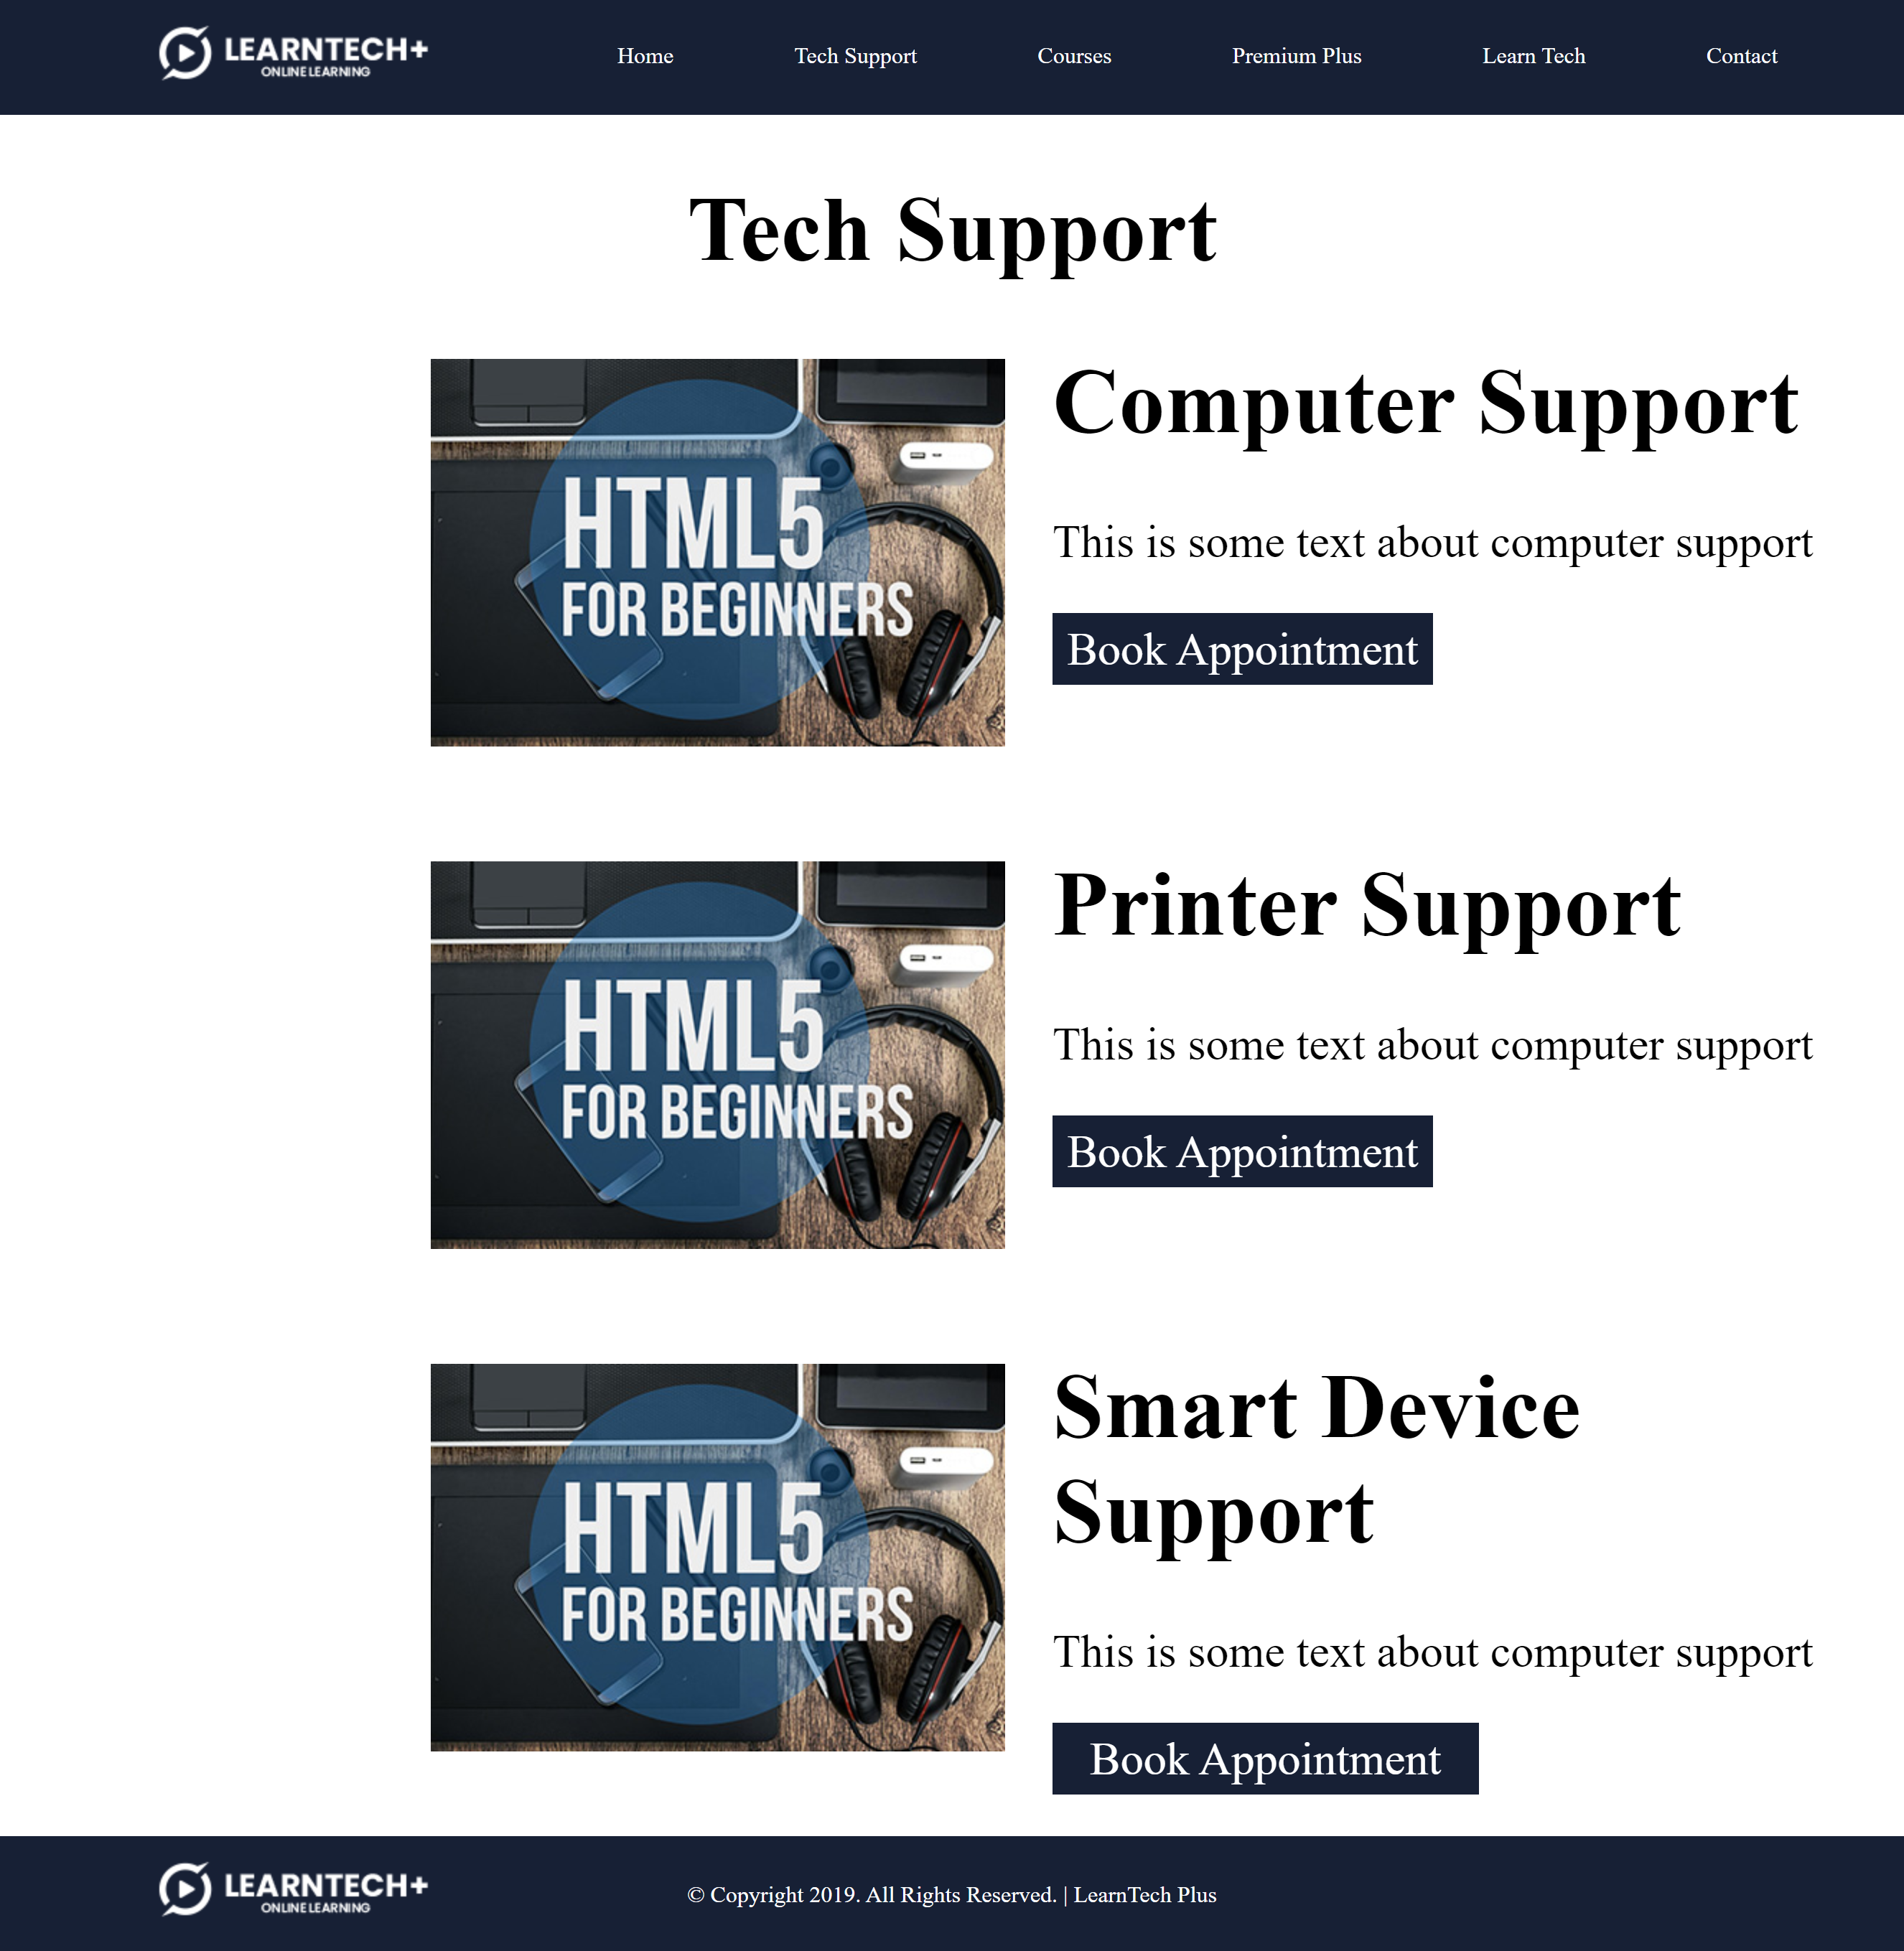 LEARNTECH+
ONLINE LEARNING
Home Tech Support Courses Premium Plus Learn Tech Contact
Tech Support
HTML5
FOR BEGINNERS
Computer Support
This is some text about computer support
Book Appointment
HTML5
FOR BEGINNERS
Printer Support
This is some text about computer support
Book Appointment
HTML5
FOR BEGINNERS
Smart Device
Support
This is some text about computer support
Book Appointment
LEARNTECH+
ONLINE LEARNING
© Copyright 2019. All Rights Reserved. | LearnTech Plus